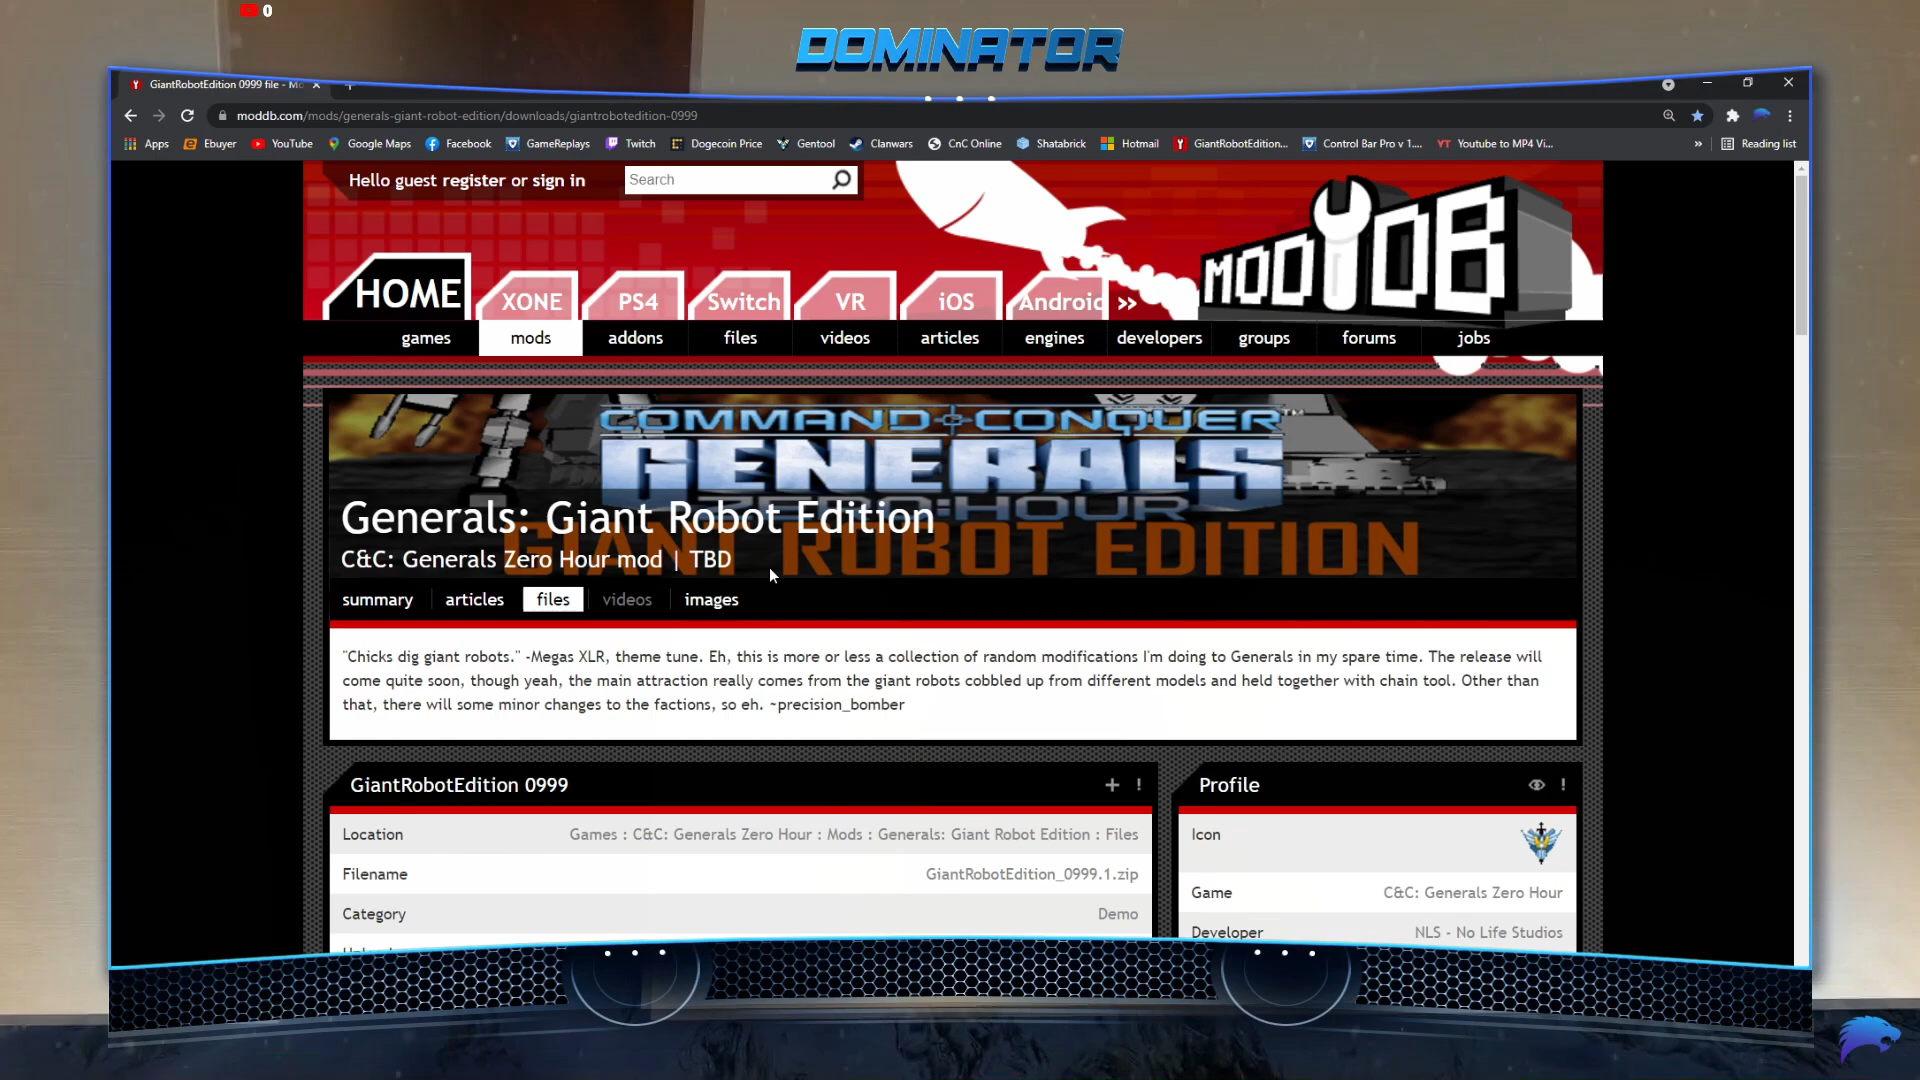 0
DOMINATOR
GiantRobotEdition 0999 file - Mo
moddb.com/mods/generals-giant-robot-edition/downloads/giantrobotedition-0999
Apps Ebuyer YouTube Google Maps Facebook GameReplays Twitch Dogecoin Price Gentool Clanwars CnC Online Shatabrick Hotmail GiantRobotEdition... Control Bar Pro v 1.... YT Youtube to MP4 Vi... » Reading list
Hello guest register or sign in Search
MOD DB
HOME XONE PS4 Switch VR iOS Android »
games mods addons files videos articles engines developers groups forums jobs
COMMAND CONQUER™
GENERALS
ZERO:HOUR
GIANT ROBOT EDITION
Generals: Giant Robot Edition
C&C: Generals Zero Hour mod | TBD
summary articles files videos images
"Chicks dig giant robots." -Megas XLR, theme tune. Eh, this is more or less a collection of random modifications I'm doing to Generals in my spare time. The release will
come quite soon, though yeah, the main attraction really comes from the giant robots cobbled up from different models and held together with chain tool. Other than
that, there will some minor changes to the factions, so eh. ~precision_bomber
GiantRobotEdition 0999
Location Games : C&C: Generals Zero Hour : Mods : Generals: Giant Robot Edition : Files
Filename GiantRobotEdition_0999.1.zip
Category Demo
Profile
Icon
Game C&C: Generals Zero Hour
Developer NLS - No Life Studios